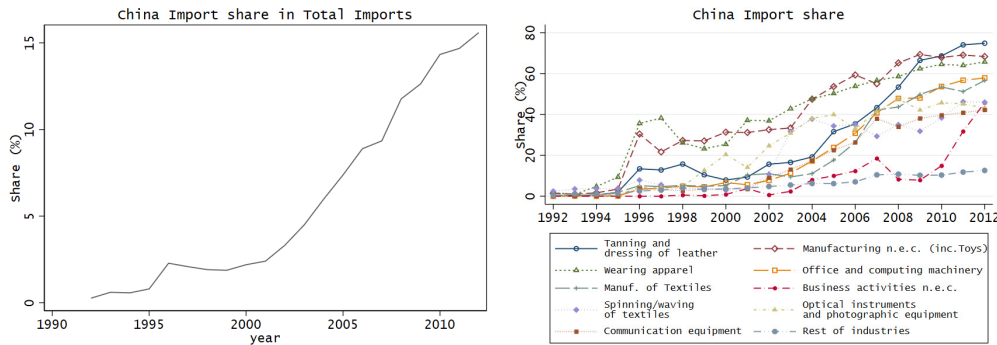 China Import share in Total Imports
15
10
5
0
share (%)
1990
1995
2000
2005
2010
year
China Import share
80
60
40
20
0
share (%)
1992
1994
1996
1998
2000
2002
2004
2006
2008
2010
2012
Tanning and
dressing of leather
Manufacturing n.e.c. (inc.Toys)
Wearing apparel
Office and computing machinery
Manuf. of Textiles
Business activities n.e.c.
Spinning/waving
of textiles
Optical instruments
and photographic equipment
Communication equipment
Rest of industries